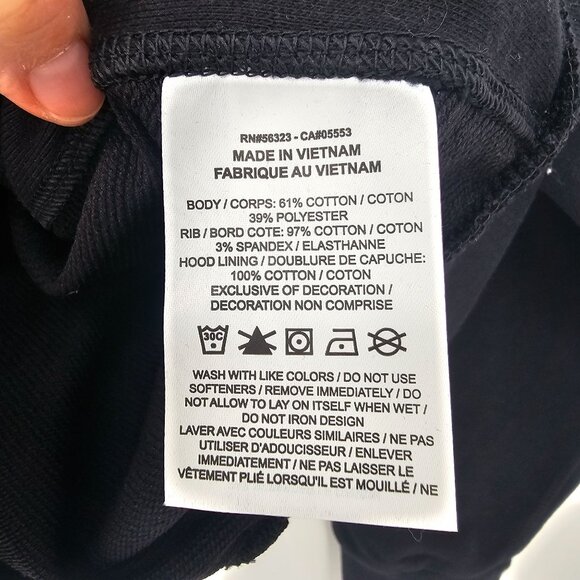 RN#56323 - CA#05553
MADE IN VIETNAM
FABRIQUE AU VIETNAM
BODY / CORPS: 61% COTTON / COTON
39% POLYESTER
RIB / BORD COTE: 97% COTTON / COTON
3% SPANDEX / ELASTHANNE
HOOD LINING / DOUBLURE DE CAPUCHE:
100% COTTON / COTON
EXCLUSIVE OF DECORATION /
DECORATION NON COMPRISE
30C
WASH WITH LIKE COLORS / DO NOT USE
SOFTENERS / REMOVE IMMEDIATELY / DO
NOT ALLOW TO LAY ON ITSELF WHEN WET /
DO NOT IRON DESIGN
LAVER AVEC COULEURS SIMILAIRES / NE PAS
UTILISER D'ADOUCISSEUR / ENLEVER
IMMEDIATEMENT / NE PAS LAISSER LE
VÊTEMENT PLIÉ LORSQU'IL EST MOUILLÉ / NE